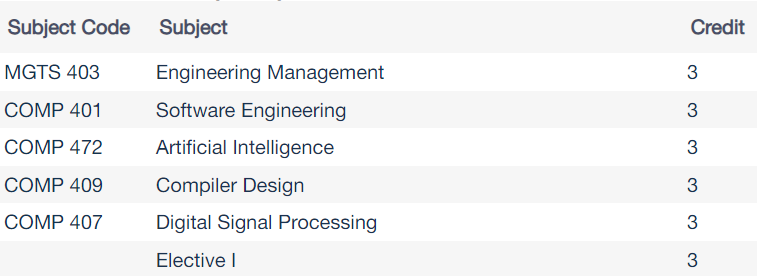 Subject Code Subject Credit
MGTS 403 Engineering Management 3
COMP 401 Software Engineering 3
COMP 472 Artificial Intelligence 3
COMP 409 Compiler Design 3
COMP 407 Digital Signal Processing 3
Elective I 3